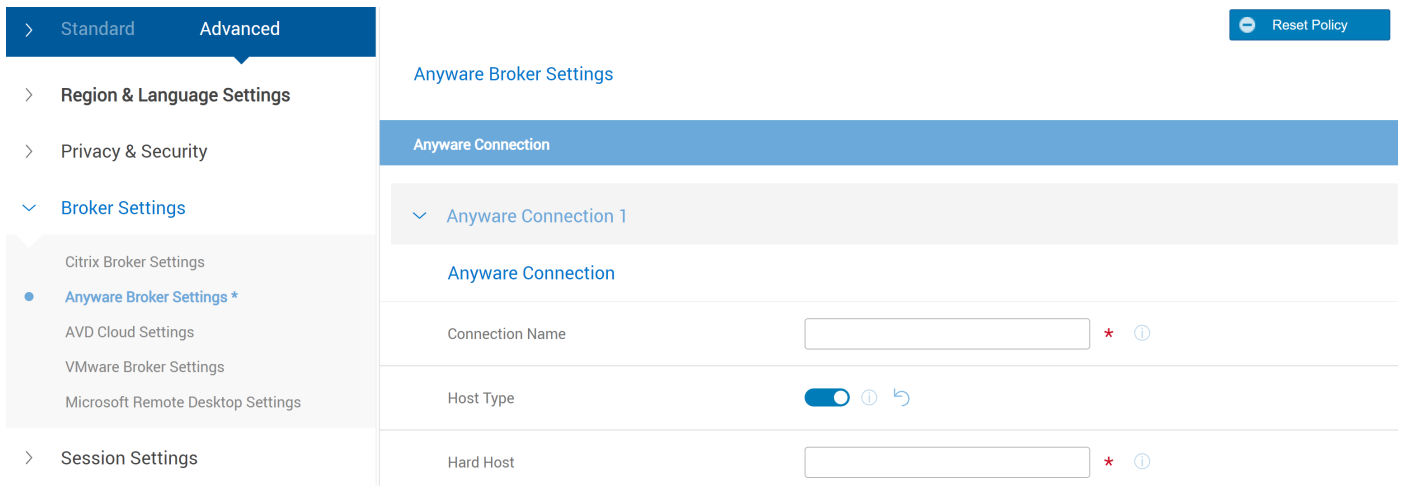 Standard Advanced
Reset Policy
Anyware Broker Settings
Region & Language Settings
Privacy & Security
Broker Settings
Citrix Broker Settings
Anyware Broker Settings *
AVD Cloud Settings
VMware Broker Settings
Microsoft Remote Desktop Settings
Session Settings
Anyware Connection
Anyware Connection 1
Anyware Connection
Connection Name *
Host Type
Hard Host *